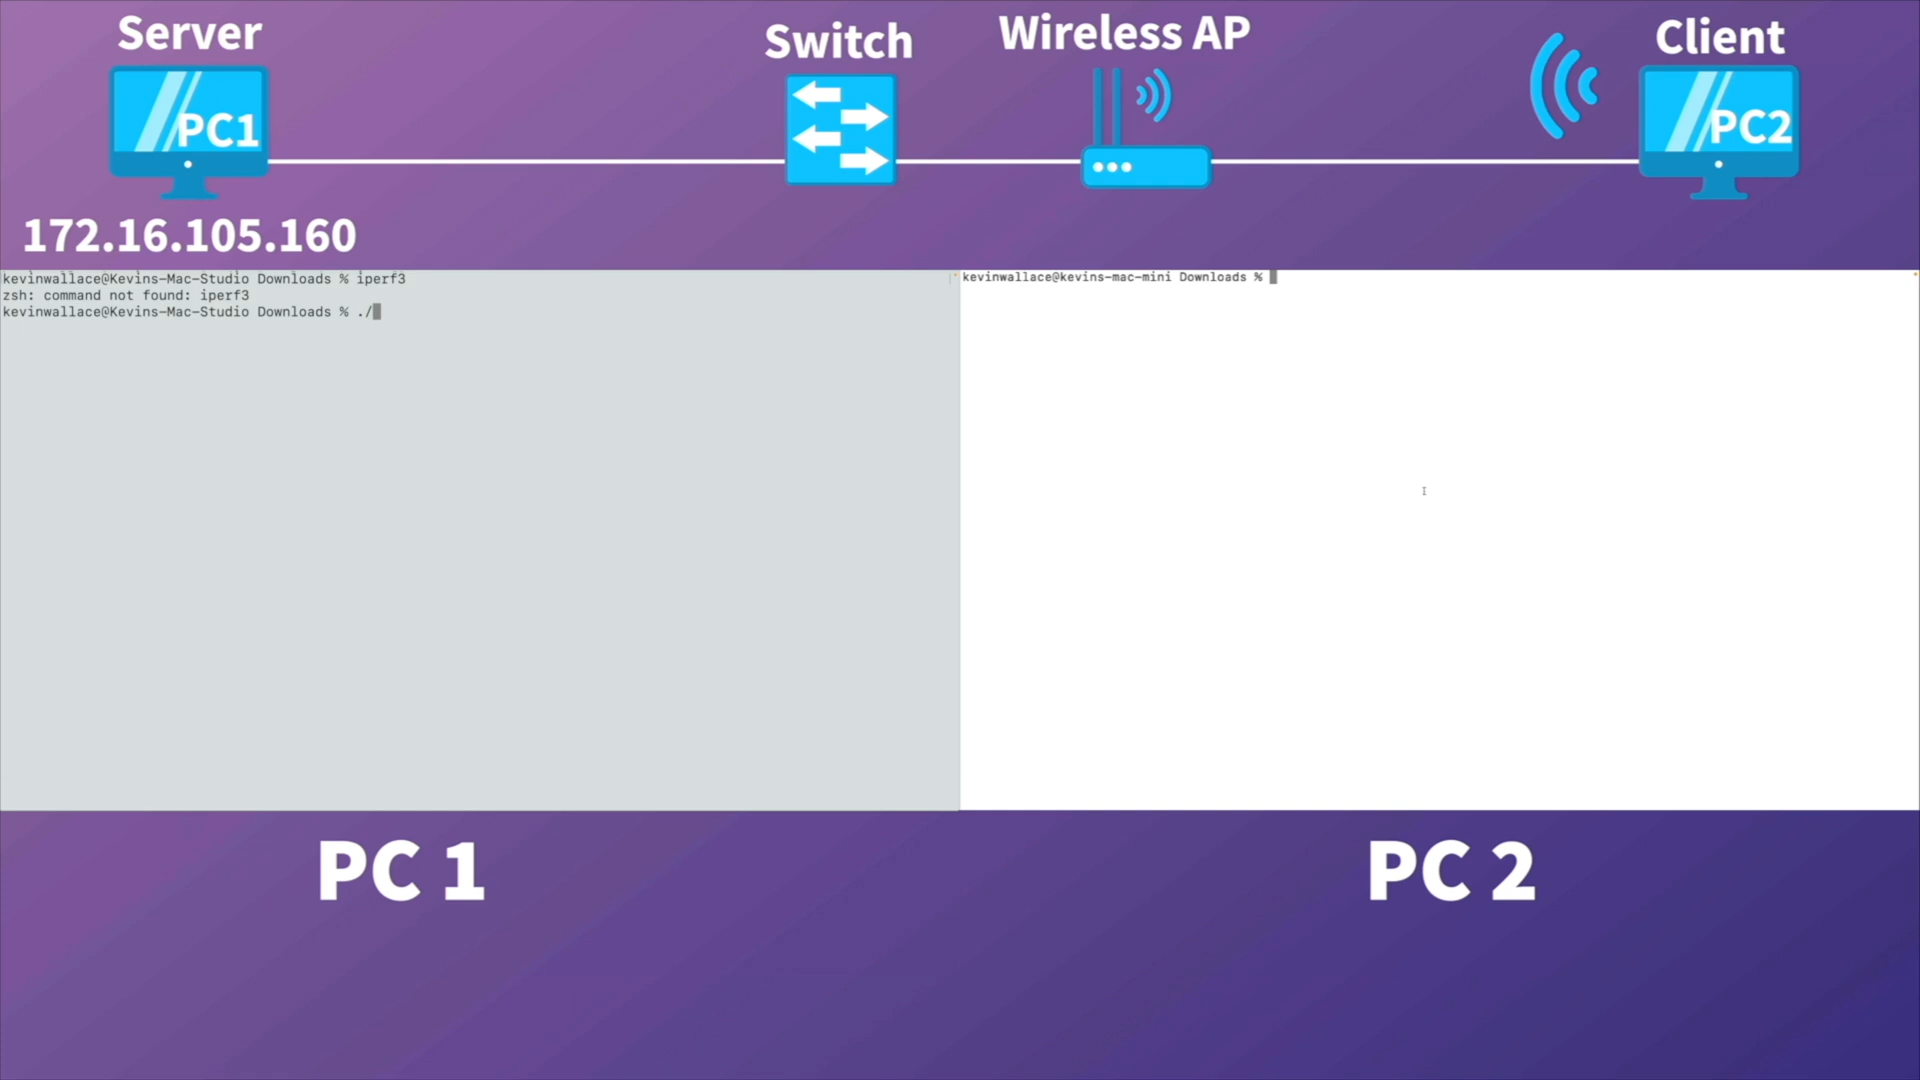 Server
Switch
Wireless AP
Client
PC1
PC2
172.16.105.160
kevinwallace@Kevins-Mac-Studio Downloads % iperf3
zsh: command not found: iperf3
kevinwallace@Kevins-Mac-Studio Downloads % ./
kevinwallace@kevins-mac-mini Downloads %
PC 1
PC 2